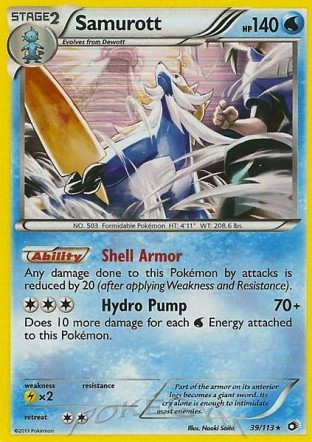 STAGE2
Samurott
HP140
Evolves from Dewott
NO. 503 Formidable Pokémon. HT: 4'11" WT: 208.6 lbs.
Ability Shell Armor
Any damage done to this Pokémon by attacks is
reduced by 20 (after applying Weakness and Resistance).
Hydro Pump 70+
Does 10 more damage for each Energy attached
to this Pokémon.
weakness resistance
×2
retreat
Part of the armor on its anterior
legs becomes a giant sword. Its
cry alone is enough to intimidate
most enemies.
©2011 Pokémon
Illus. Naoki Saito
39/113